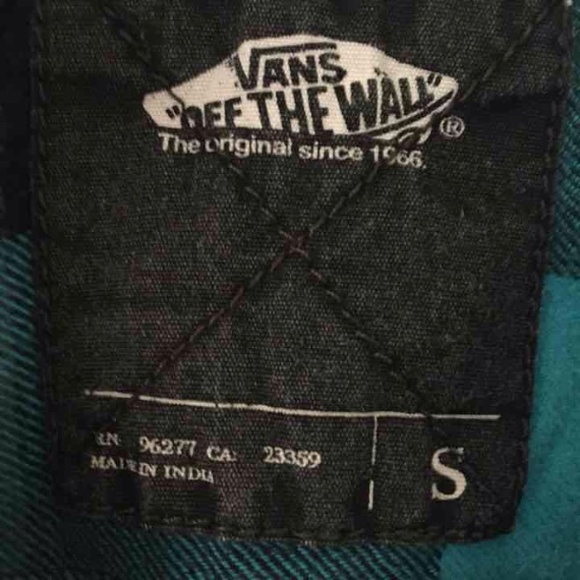 VANS
"OFF THE WALL"
®
The original since 1966.
RN: 96277 CA: 23359
MADE IN INDIA
S